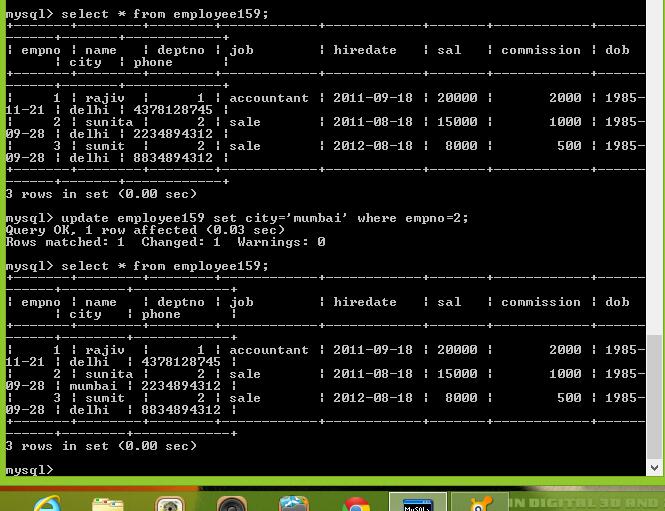 mysql> select * from employee159;
| empno | name | deptno | job | hiredate | sal | commission | dob
| city | phone |
| 1 | rajiv | 1 | accountant | 2011-09-18 | 20000 | 2000 | 1985-
11-21 | delhi | 4378128745 |
| 2 | sunita | 2 | sale | 2011-08-18 | 15000 | 1000 | 1985-
09-28 | delhi | 2234894312 |
| 3 | sumit | 2 | sale | 2012-08-18 | 8000 | 500 | 1985-
09-28 | delhi | 8834894312 |
3 rows in set (0.00 sec)
mysql> update employee159 set city='mumbai' where empno=2;
Query OK, 1 row affected (0.03 sec)
Rows matched: 1 Changed: 1 Warnings: 0
mysql> select * from employee159;
| empno | name | deptno | job | hiredate | sal | commission | dob
| city | phone |
| 1 | rajiv | 1 | accountant | 2011-09-18 | 20000 | 2000 | 1985-
11-21 | delhi | 4378128745 |
| 2 | sunita | 2 | sale | 2011-08-18 | 15000 | 1000 | 1985-
09-28 | mumbai | 2234894312 |
| 3 | sumit | 2 | sale | 2012-08-18 | 8000 | 500 | 1985-
09-28 | delhi | 8834894312 |
3 rows in set (0.00 sec)
mysql>
MySQL
IN DIGITAL 3D AND